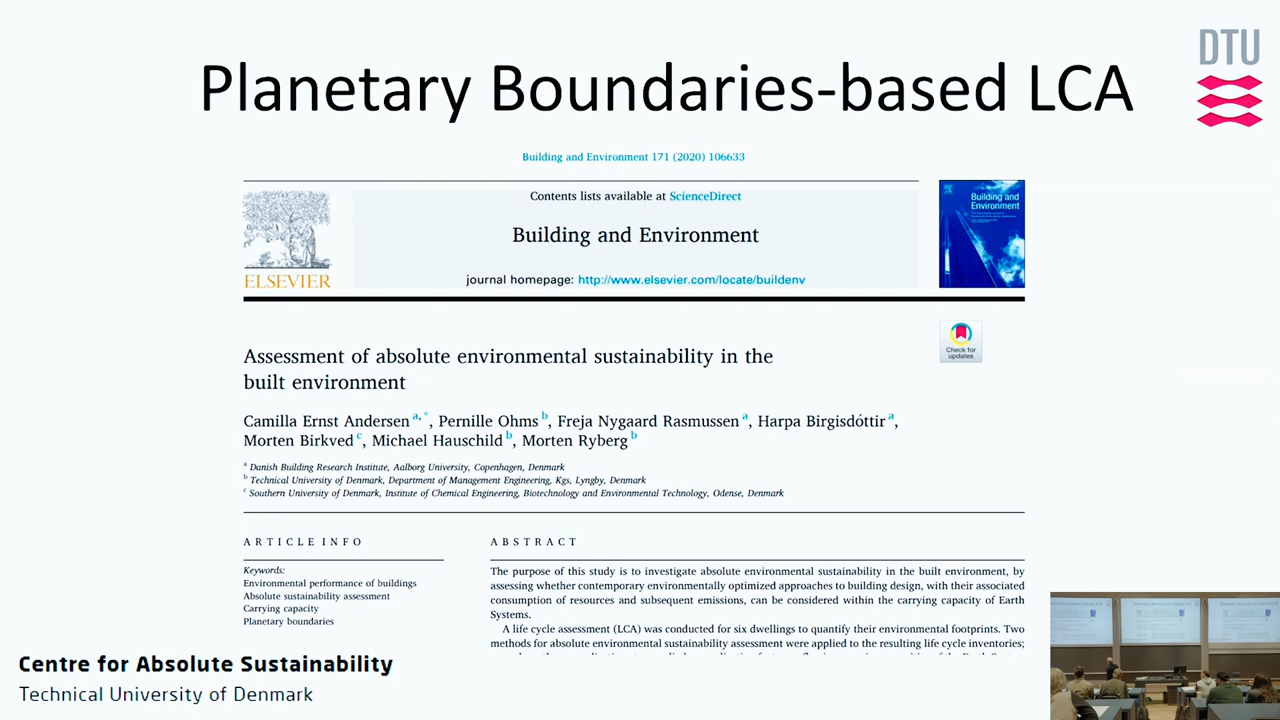 Planetary Boundaries-based LCA
DTU
Building and Environment 171 (2020) 106633
Contents lists available at ScienceDirect
Building and Environment
journal homepage: http://www.elsevier.com/locate/buildenv
ELSEVIER
Building and
Environment
Check for
updates
Assessment of absolute environmental sustainability in the
built environment
Camilla Ernst Andersen a,*, Pernille Ohms b, Freja Nygaard Rasmussen a, Harpa Birgisdóttir a,
Morten Birkved c, Michael Hauschild b, Morten Ryberg b
a Danish Building Research Institute, Aalborg University, Copenhagen, Denmark
b Technical University of Denmark, Department of Management Engineering, Kgs, Lyngby, Denmark
c Southern University of Denmark, Institute of Chemical Engineering, Biotechnology and Environmental Technology, Odense, Denmark
ARTICLE INFO
Keywords:
Environmental performance of buildings
Absolute sustainability assessment
Carrying capacity
Planetary boundaries
ABSTRACT
The purpose of this study is to investigate absolute environmental sustainability in the built environment, by
assessing whether contemporary environmentally optimized approaches to building design, with their associated
consumption of resources and subsequent emissions, can be considered within the carrying capacity of Earth
Systems.
A life cycle assessment (LCA) was conducted for six dwellings to quantify their environmental footprints. Two
methods for absolute environmental sustainability assessment were applied to the resulting life cycle inventories;
Centre for Absolute Sustainability
Technical University of Denmark